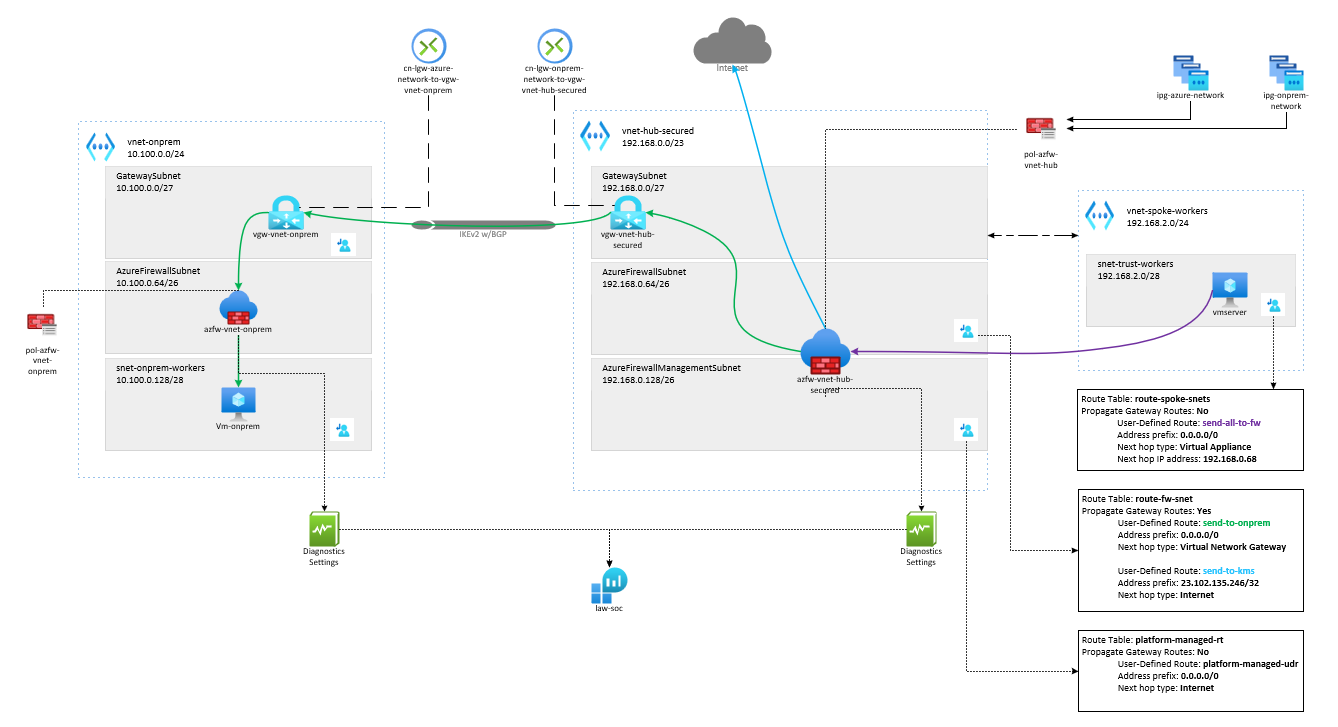 cn-lgw-azure-
network-to-vgw-
vnet-onprem
cn-lgw-onprem-
network-to-vgw-
vnet-hub-secured
Internet
ipg-azure-network
ipg-onprem-
network
pol-azfw-
vnet-hub
vnet-onprem
10.100.0.0/24
GatewaySubnet
10.100.0.0/27
vgw-vnet-onprem
AzureFirewallSubnet
10.100.0.64/26
azfw-vnet-onprem
pol-azfw-
vnet-
onprem
snet-onprem-workers
10.100.0.128/28
Vm-onprem
IKEv2 w/BGP
vnet-hub-secured
192.168.0.0/23
GatewaySubnet
192.168.0.0/27
vgw-vnet-hub-
secured
AzureFirewallSubnet
192.168.0.64/26
AzureFirewallManagementSubnet
192.168.0.128/26
azfw-vnet-hub-
secured
vnet-spoke-workers
192.168.2.0/24
snet-trust-workers
192.168.2.0/28
vmserver
Diagnostics
Settings
law-soc
Diagnostics
Settings
Route Table: route-spoke-snets
Propagate Gateway Routes: No
User-Defined Route: send-all-to-fw
Address prefix: 0.0.0.0/0
Next hop type: Virtual Appliance
Next hop IP address: 192.168.0.68
Route Table: route-fw-snet
Propagate Gateway Routes: Yes
User-Defined Route: send-to-onprem
Address prefix: 0.0.0.0/0
Next hop type: Virtual Network Gateway
User-Defined Route: send-to-kms
Address prefix: 23.102.135.246/32
Next hop type: Internet
Route Table: platform-managed-rt
Propagate Gateway Routes: No
User-Defined Route: platform-managed-udr
Address prefix: 0.0.0.0/0
Next hop type: Internet